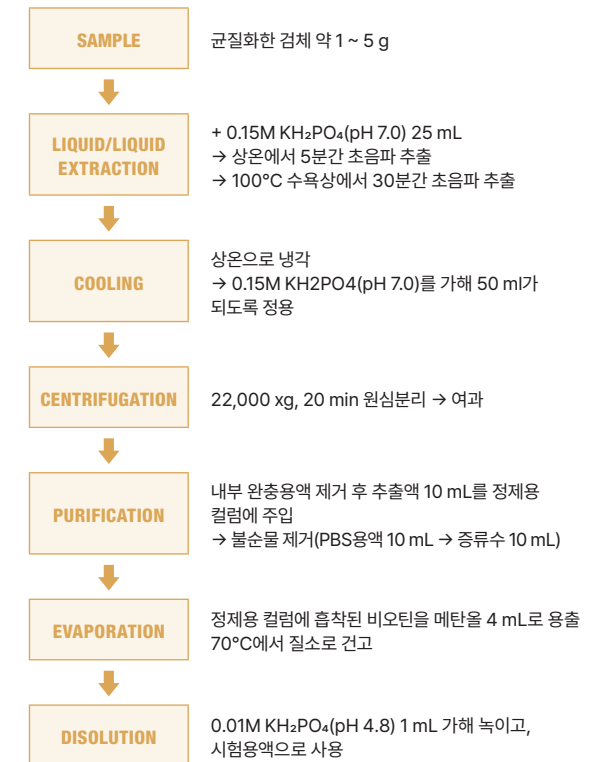 SAMPLE
균질화한 검체 약 1 ~ 5 g
LIQUID/LIQUID
EXTRACTION
+ 0.15M KH₂PO₄(pH 7.0) 25 mL
→ 상온에서 5분간 초음파 추출
→ 100°C 수욕상에서 30분간 초음파 추출
COOLING
상온으로 냉각
→ 0.15M KH2PO4(pH 7.0)를 가해 50 ml가
되도록 정용
CENTRIFUGATION
22,000 xg, 20 min 원심분리 → 여과
PURIFICATION
내부 완충용액 제거 후 추출액 10 mL를 정제용
컬럼에 주입
→ 불순물 제거(PBS용액 10 mL → 증류수 10 mL)
EVAPORATION
정제용 컬럼에 흡착된 비오틴을 메탄올 4 mL로 용출
70°C에서 질소로 건고
DISOLUTION
0.01M KH₂PO₄(pH 4.8) 1 mL 가해 녹이고,
시험용액으로 사용